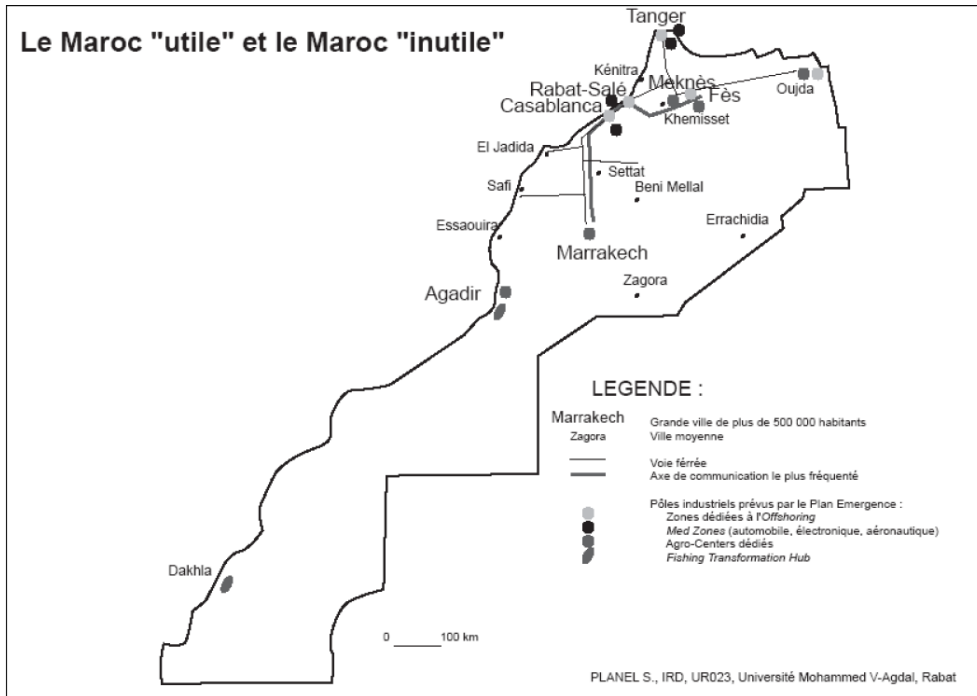 Le Maroc "utile" et le Maroc "inutile"
Tanger
Kénitra
Rabat-Salé
Meknès
Casablanca
Fès
Oujda
Khemisset
El Jadida
Settat
Safi
Beni Mellal
Essaouira
Errachidia
Marrakech
Zagora
Agadir
Dakhla
LEGENDE :
Marrakech Grande ville de plus de 500 000 habitants
Zagora Ville moyenne
Voie férrée
Axe de communication le plus fréquenté
Pôles industriels prévus par le Plan Emergence :
Zones dédiées à l'Offshoring
Med Zones (automobile, électronique, aéronautique)
Agro-Centers dédiés
Fishing Transformation Hub
0 100 km
PLANEL S., IRD, UR023, Université Mohammed V-Agdal, Rabat